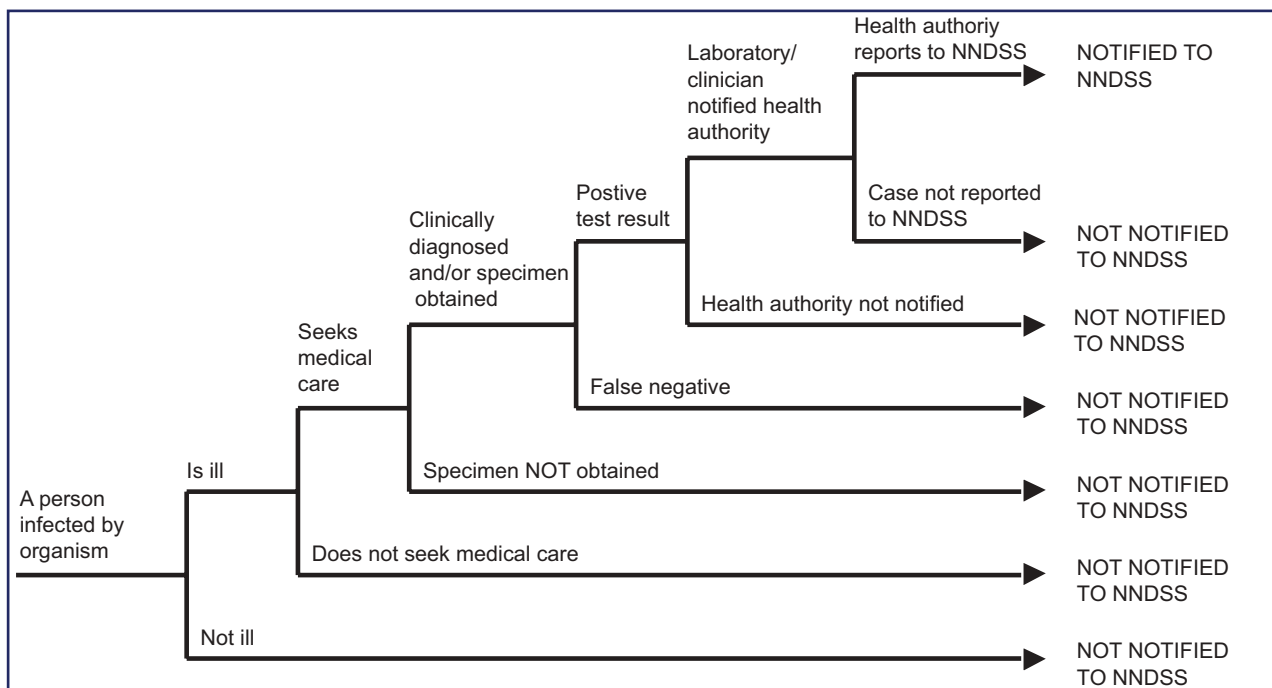 Health authoriy
reports to NNDSS
NOTIFIED TO
NNDSS
Laboratory/
clinician
notified health
authority
Case not reported
to NNDSS
NOT NOTIFIED
TO NNDSS
Postive
test result
Health authority not notified
NOT NOTIFIED
TO NNDSS
Clinically
diagnosed
and/or specimen
obtained
False negative
NOT NOTIFIED
TO NNDSS
Seeks
medical
care
Specimen NOT obtained
NOT NOTIFIED
TO NNDSS
Is ill
A person
infected by
organism
Does not seek medical care
NOT NOTIFIED
TO NNDSS
Not ill
NOT NOTIFIED
TO NNDSS